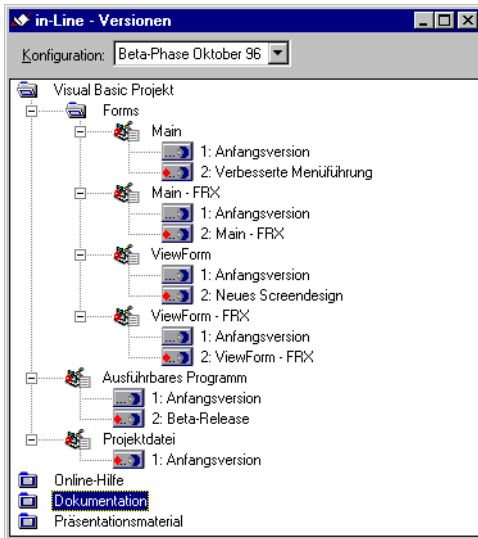 in-Line - Versionen
Konfiguration: Beta-Phase Oktober 96
Visual Basic Projekt
Forms
Main
1: Anfangsversion
2: Verbesserte Menüführung
Main - FRX
1: Anfangsversion
2: Main - FRX
ViewForm
1: Anfangsversion
2: Neues Screendesign
ViewForm - FRX
1: Anfangsversion
2: ViewForm - FRX
Ausführbares Programm
1: Anfangsversion
2: Beta-Release
Projektdatei
1: Anfangsversion
Online-Hilfe
Dokumentation
Präsentationsmaterial